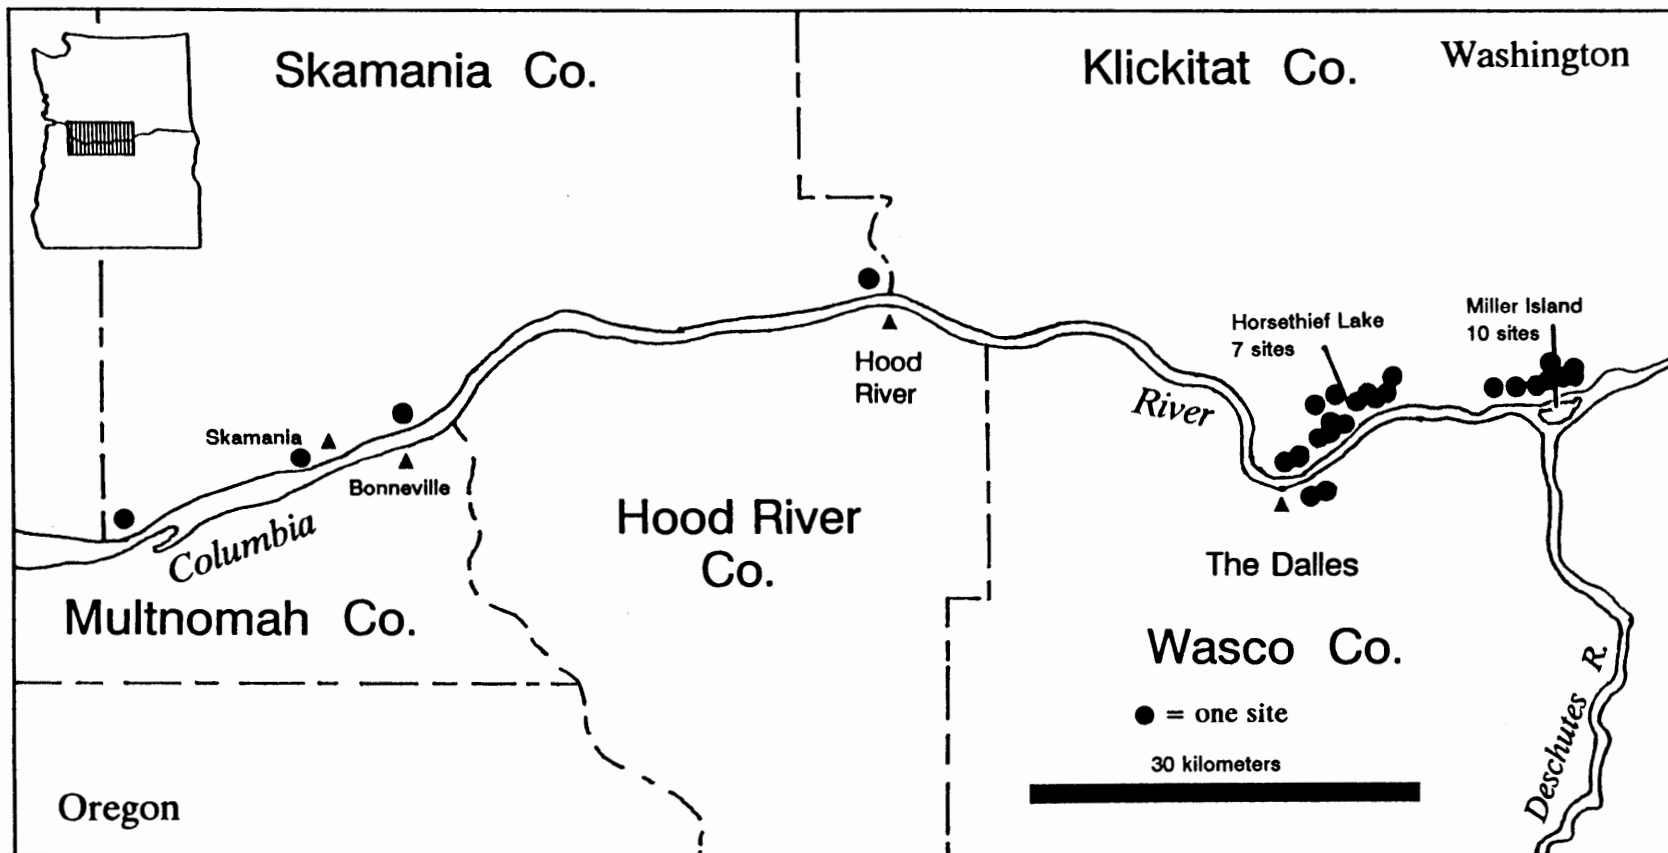 Skamania Co.
Klickitat Co.
Washington
Horsethief Lake
7 sites
Miller Island
10 sites
Hood
River
River
Skamania
Bonneville
Columbia
Hood River
Co.
The Dalles
Multnomah Co.
Wasco Co.
● = one site
30 kilometers
Deschutes R.
Oregon